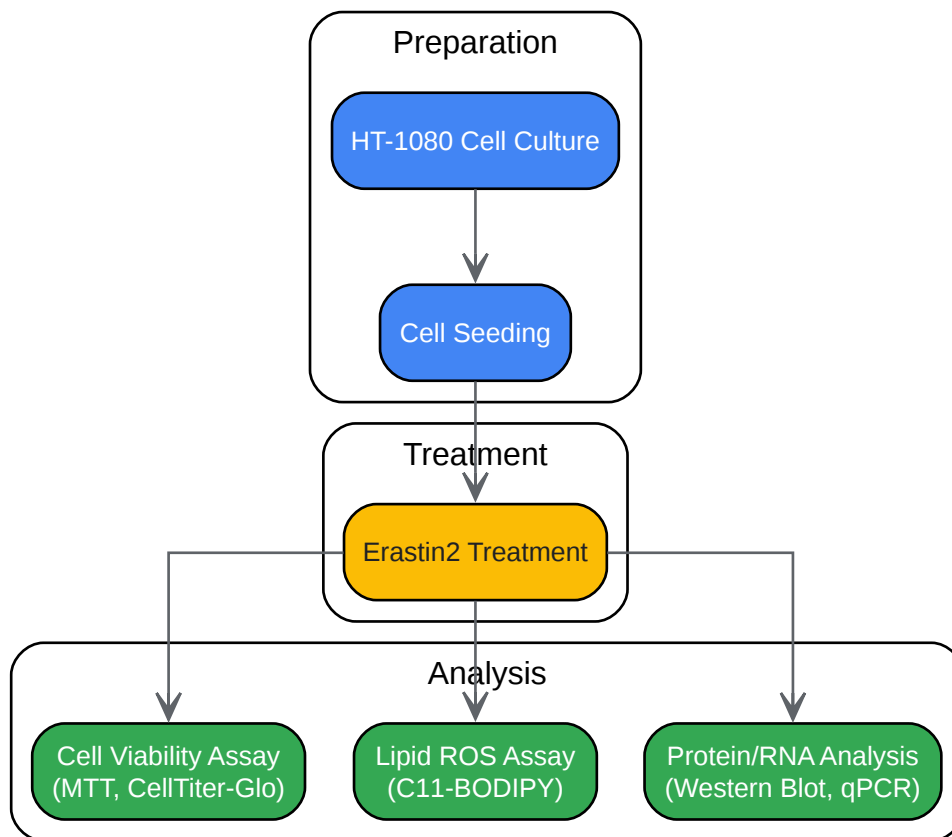 Preparation
HT-1080 Cell Culture
Cell Seeding
Treatment
Erastin2 Treatment
Analysis
Cell Viability Assay
(MTT, CellTiter-Glo)
Lipid ROS Assay
(C11-BODIPY)
Protein/RNA Analysis
(Western Blot, qPCR)